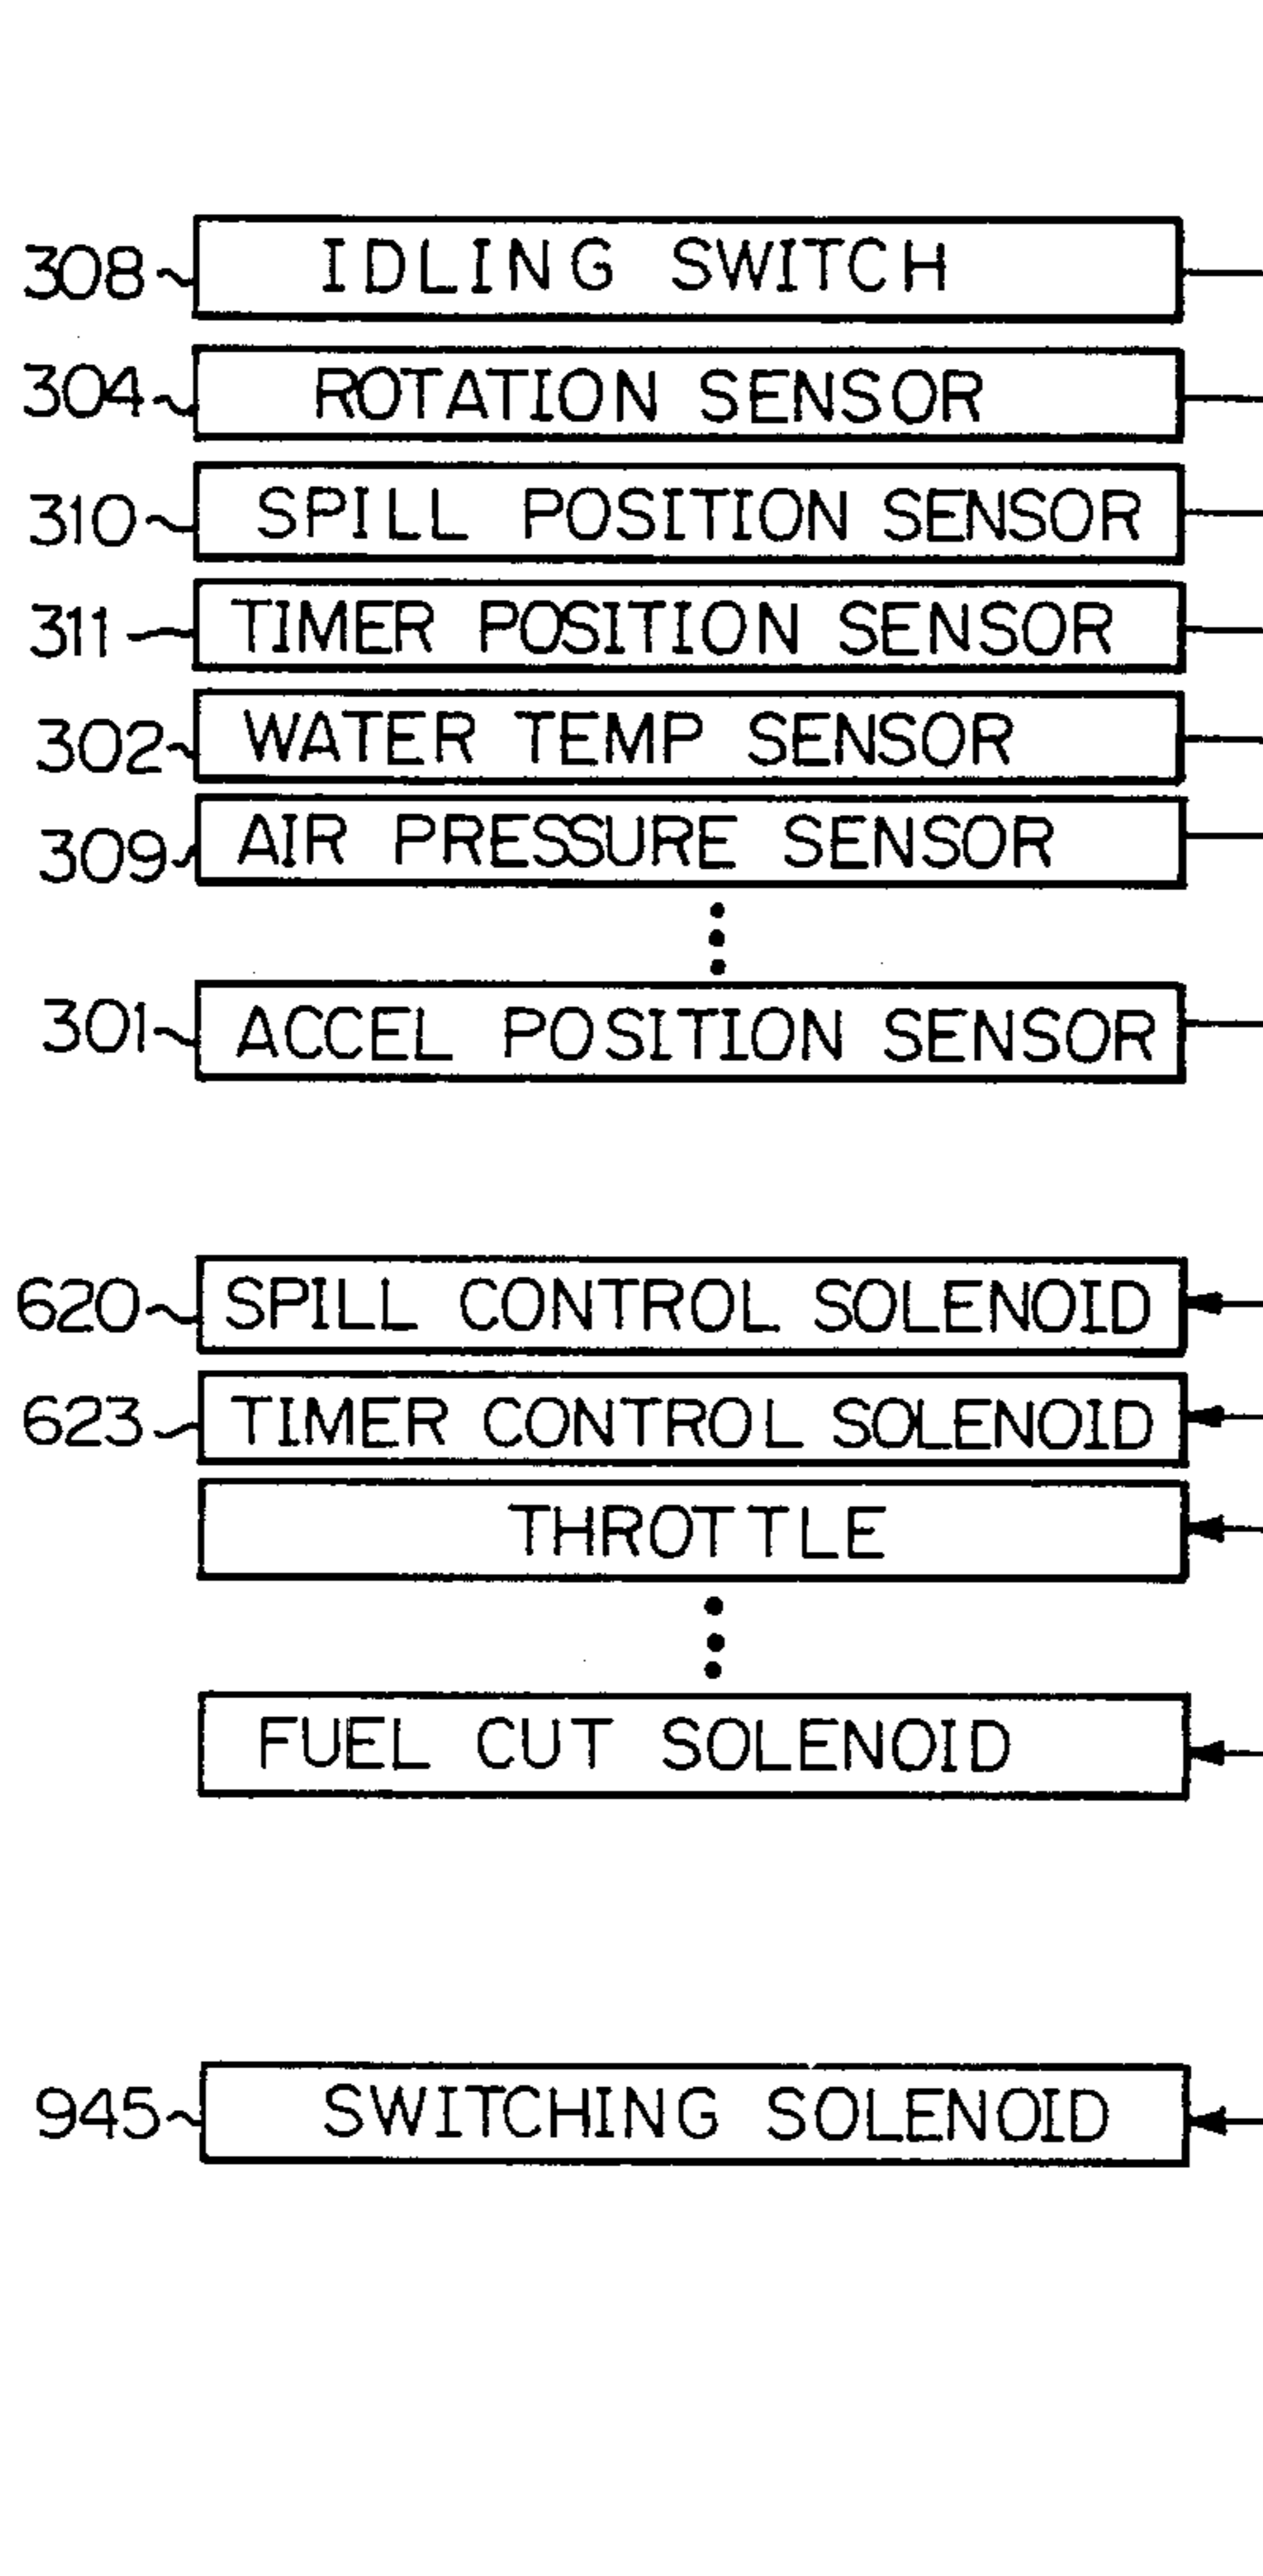 308 IDLING SWITCH
304 ROTATION SENSOR
310 SPILL POSITION SENSOR
311 TIMER POSITION SENSOR
302 WATER TEMP SENSOR
309 AIR PRESSURE SENSOR
301 ACCEL POSITION SENSOR
620 SPILL CONTROL SOLENOID
623 TIMER CONTROL SOLENOID
THROTTLE
FUEL CUT SOLENOID
945 SWITCHING SOLENOID